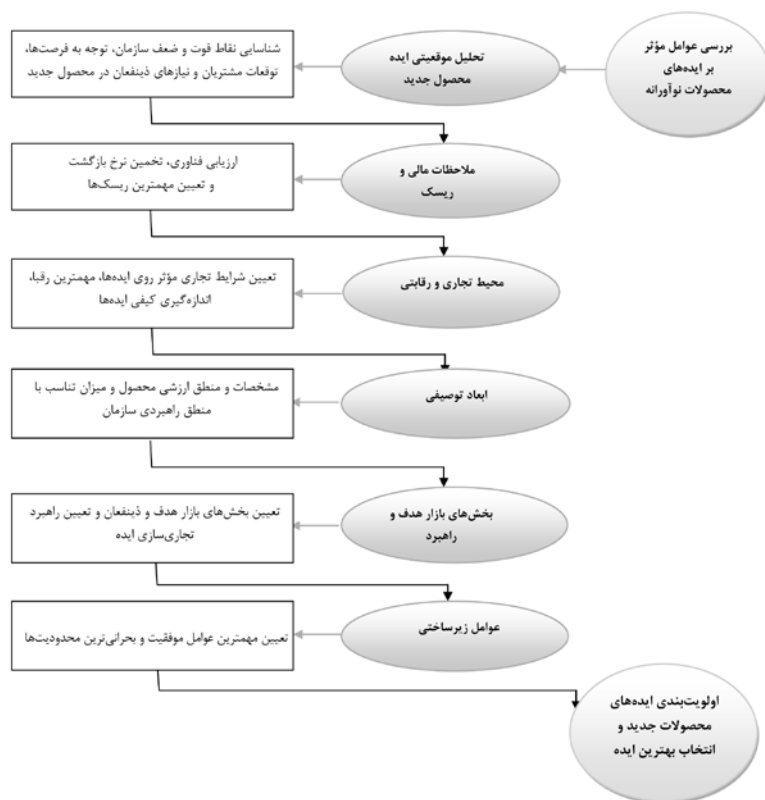 بررسی عوامل مؤثر
بر ایده‌های
محصولات نوآورانه
تحلیل موقعیتی ایده
محصول جدید
شناسایی نقاط قوت و ضعف سازمان، توجه به فرصت‌ها،
توقعات مشتریان و نیازهای ذینفعان در محصول جدید
ملاحظات مالی و
ریسک
ارزیابی فناوری، تخمین نرخ بازگشت
و تعیین مهمترین ریسک‌ها
محیط تجاری و رقابتی
تعیین شرایط تجاری مؤثر روی ایده‌ها، مهمترین رقبا،
اندازه‌گیری کیفی ایده‌ها
ابعاد توصیفی
مشخصات و منطق ارزشی محصول و میزان تناسب با
منطق راهبردی سازمان
بخش‌های بازار هدف و
راهبرد
تعیین بخش‌های بازار هدف و ذینفعان و تعیین راهبرد
تجاری‌سازی ایده
عوامل زیرساختی
تعیین مهمترین عوامل موفقیت و بحرانی‌ترین محدودیت‌ها
اولویت‌بندی ایده‌های
محصولات جدید و
انتخاب بهترین ایده